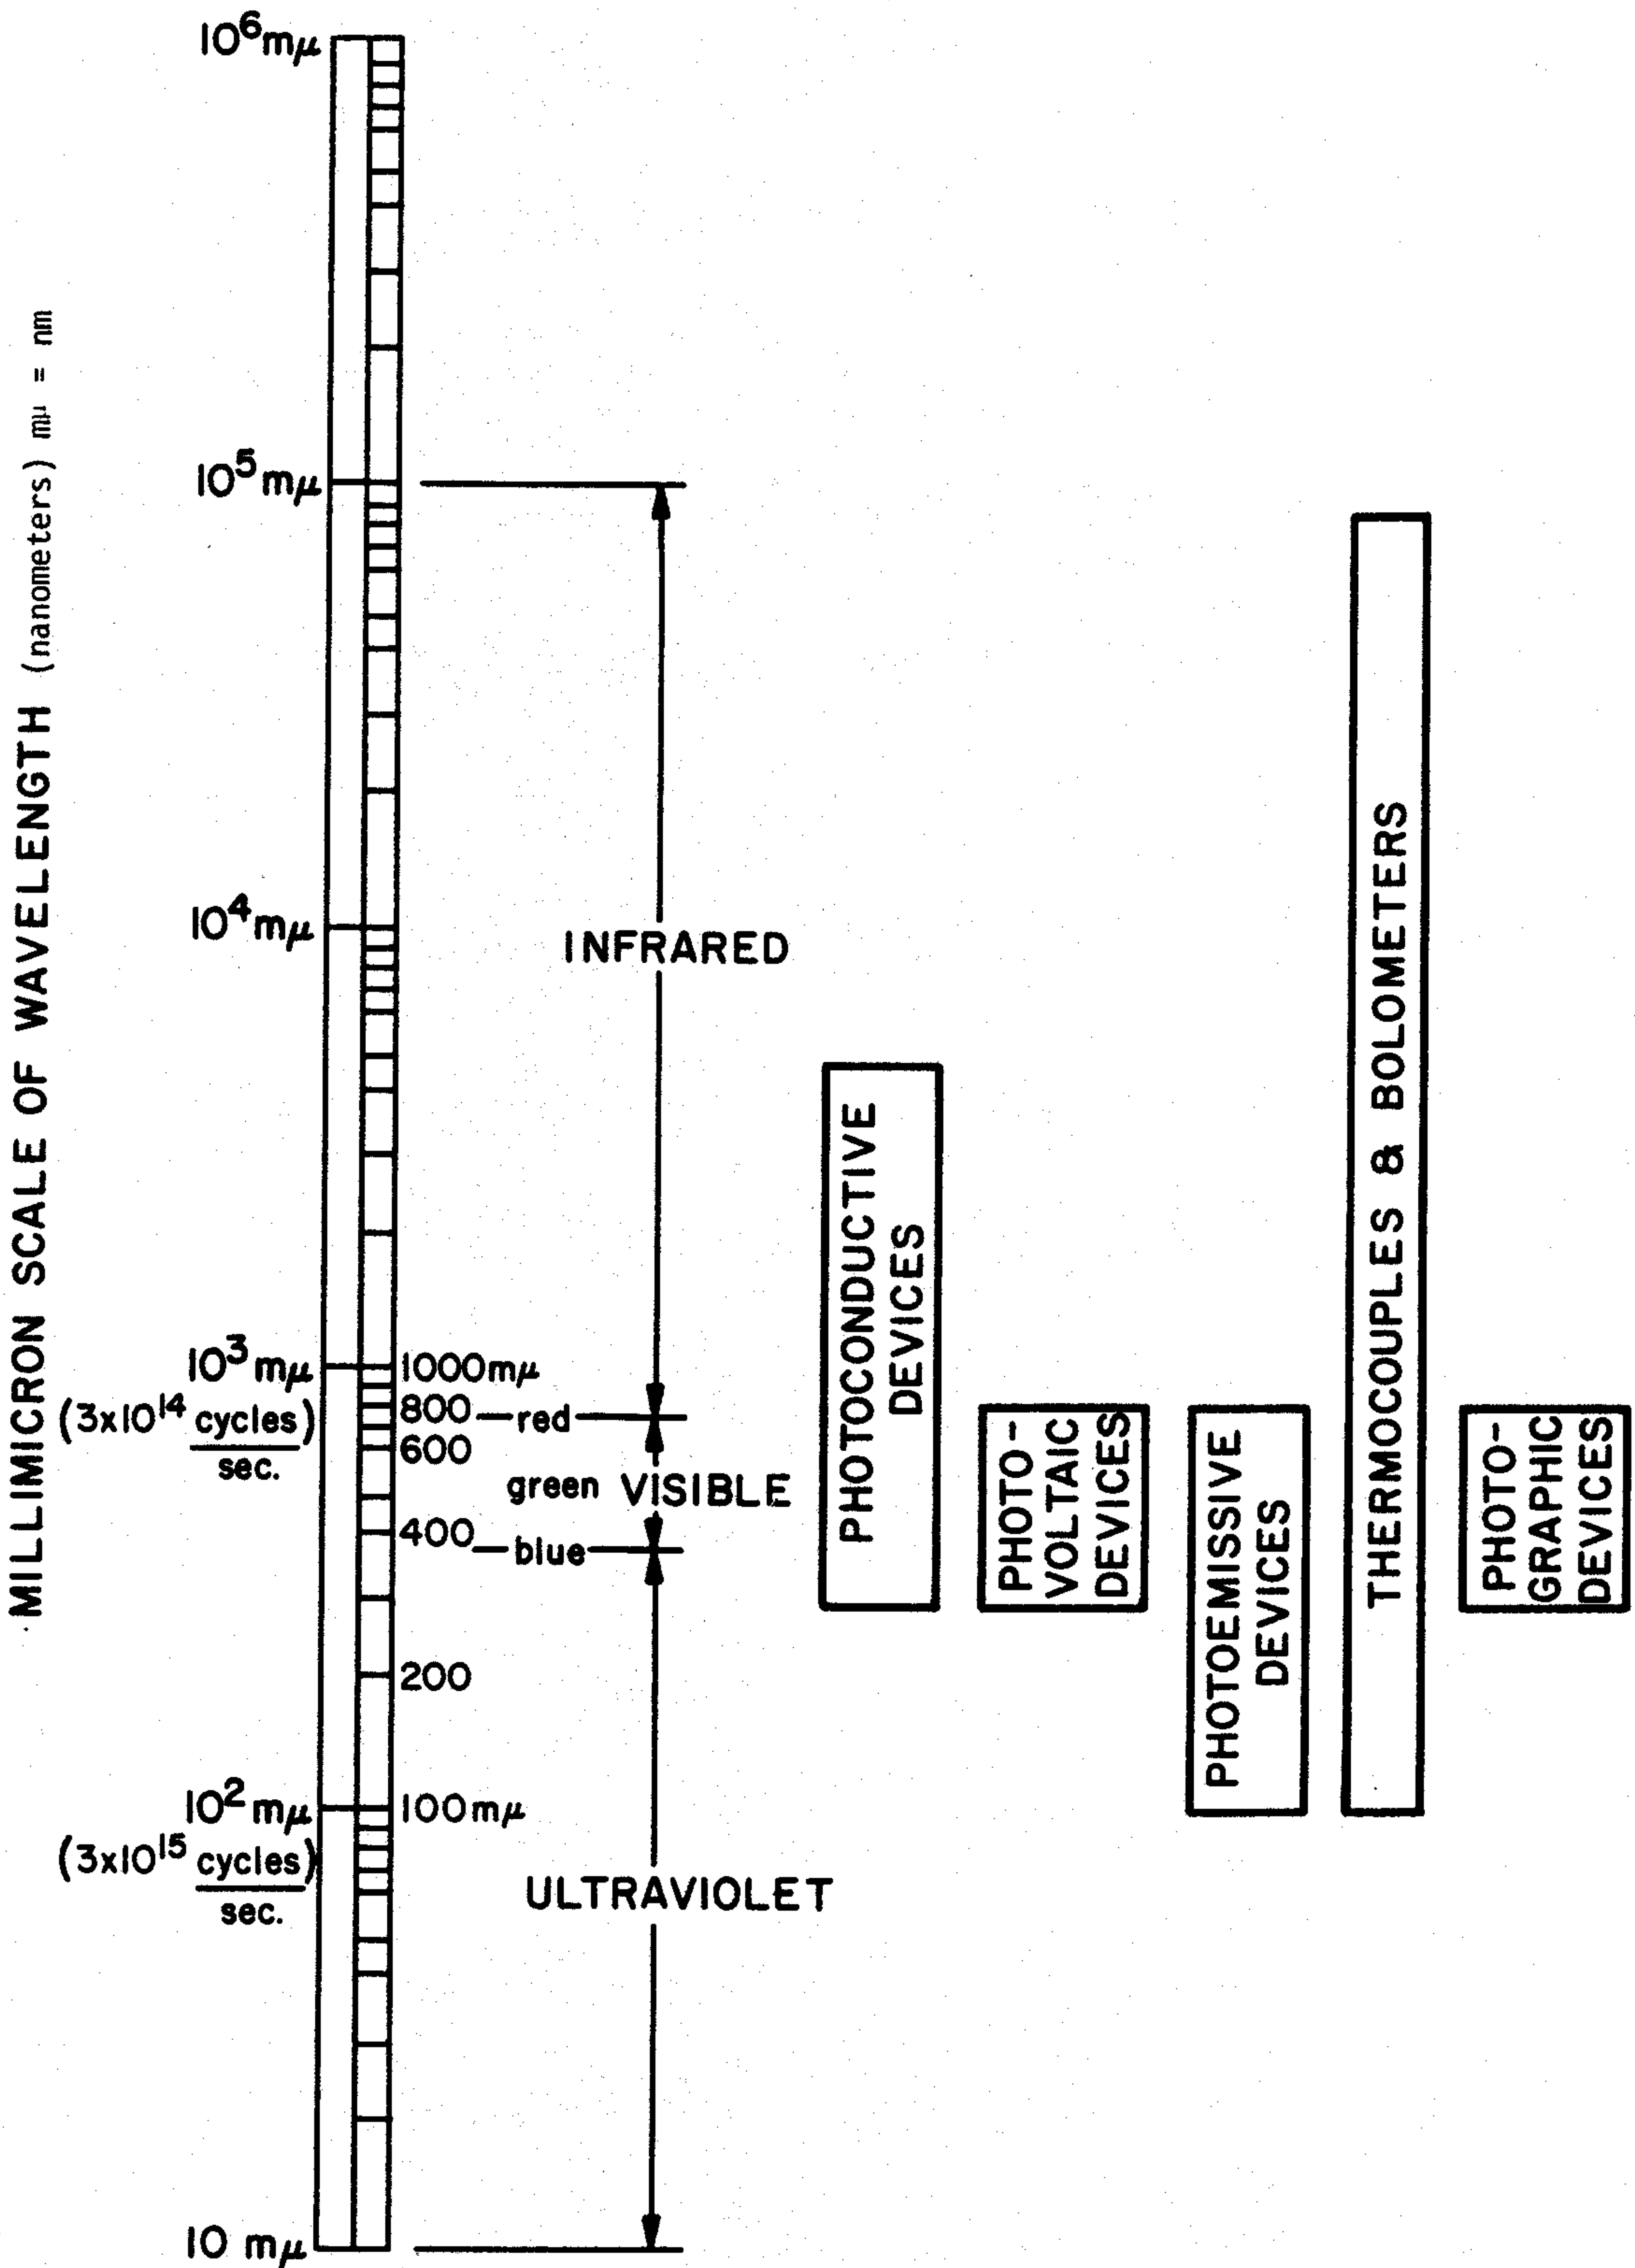 MILLIMICRON SCALE OF WAVELENGTH (nanometers) mμ = nm
10⁶mμ
10⁵mμ
10⁴mμ
10³mμ
(3x10¹⁴ cycles)
sec.
10²mμ
(3x10¹⁵ cycles)
sec.
10 mμ
1000mμ
800
600
400
200
100mμ
red
green
blue
INFRARED
VISIBLE
ULTRAVIOLET
PHOTOCONDUCTIVE
DEVICES
PHOTO-
VOLTAIC
DEVICES
PHOTOEMISSIVE
DEVICES
THERMOCOUPLES & BOLOMETERS
PHOTO-
GRAPHIC
DEVICES